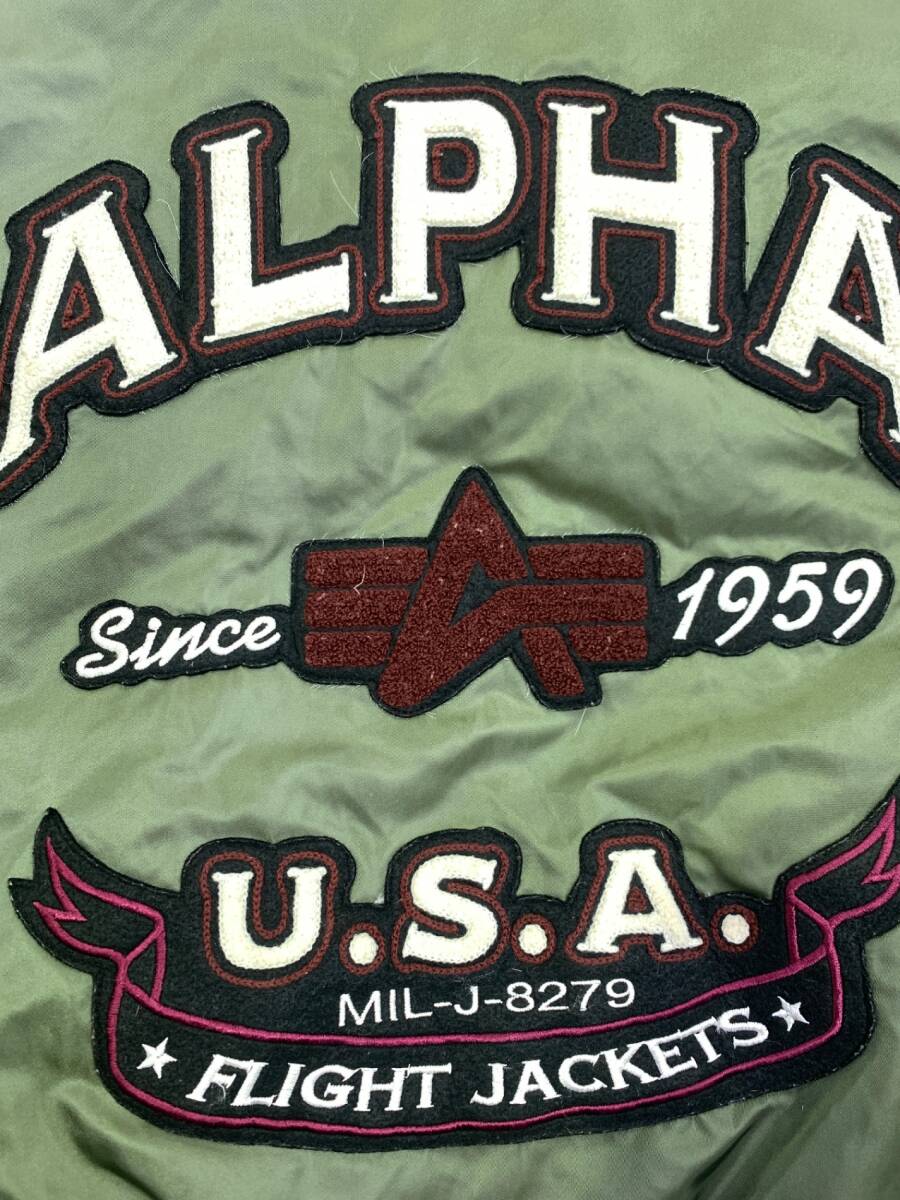 ALPHA
Since 1959
U.S.A.
MIL-J-8279
FLIGHT JACKETS